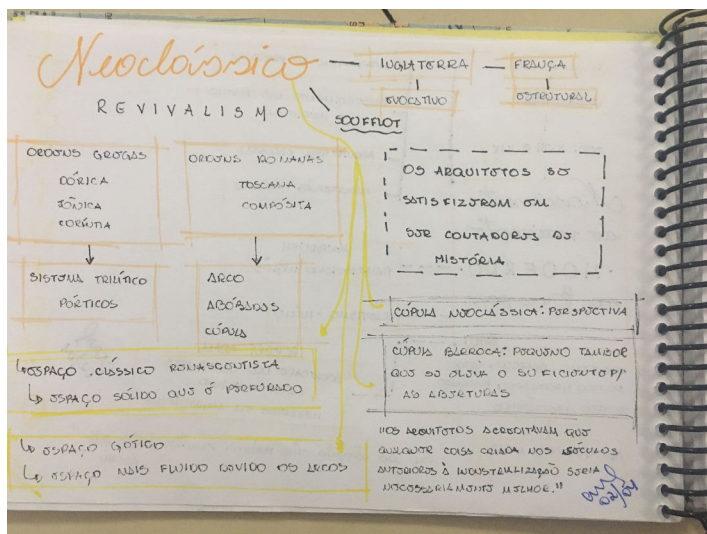 Neoclássico — INGLATERRA — FRANÇA
EVOCATIVO ESTRUTURAL
REVIVALISMO
SOUFFLOT
ORDENS GREGAS
DÓRICA
JÔNICA
CORÍNTIA
SISTEMA TRILÍTICO
PÓRTICOS
ORDENS ROMANAS
TOSCANA
COMPÓSITA
ARCO
ABÓBADAS
CÚPULA
OS ARQUITETOS SE
SATISFIZERAM EM
SER CONTADORES DE
HISTÓRIA
CÚPULA NEOCLÁSSICA: PERSPECTIVA
CÚPULA BARROCA: PEQUENO TAMBOR
QUE SE ELEVA O SUFICIENTE P/
AS ABERTURAS
↳ ESPAÇO CLÁSSICO RENASCENTISTA
↳ ESPAÇO SÓLIDO QUE É PERFURADO
↳ ESPAÇO GÓTICO
↳ ESPAÇO MAIS FLUIDO DEVIDO OS ARCOS
"OS ARQUITETOS ACREDITAVAM QUE
QUALQUER COISA CRIADA NOS SÉCULOS
ANTERIORES À INDUSTRIALIZAÇÃO SERIA
NECESSARIAMENTE MELHOR."